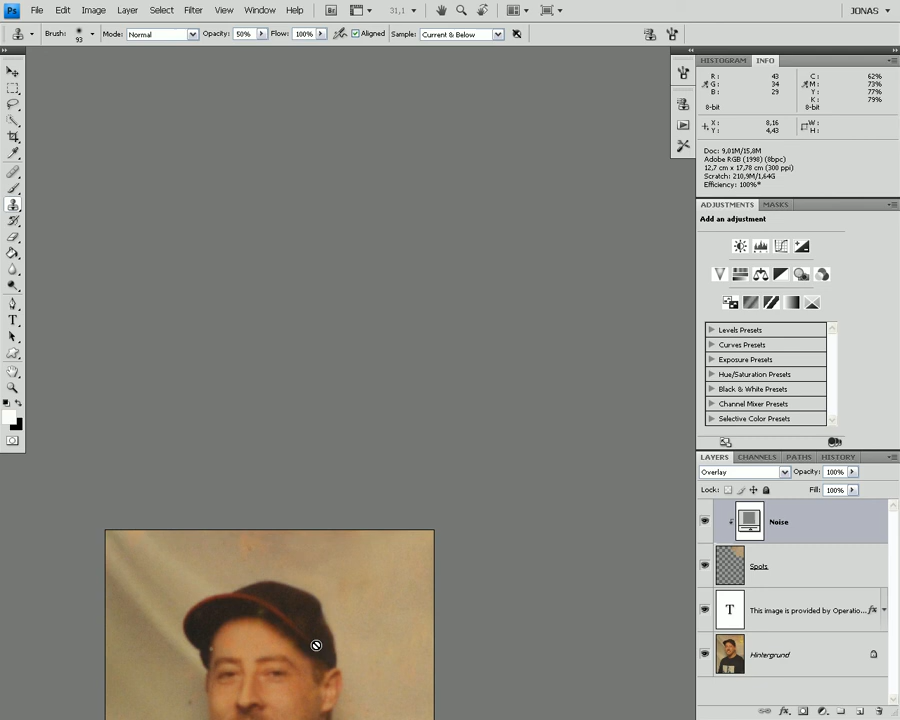 Ps File Edit Image Layer Select Filter View Window Help Br 31,1 JONAS
Brush: 93 Mode: Normal Opacity: 50% Flow: 100% Aligned Sample: Current & Below
HISTOGRAM INFO
R: 43 C: 62%
G: 34 M: 73%
B: 29 Y: 77%
K: 79%
8-bit 8-bit
X: 8,16 W:
Y: 4,43 H:
Doc: 9,01M/15,8M
Adobe RGB (1998) (8bpc)
12,7 cm x 17,78 cm (300 ppi)
Scratch: 210,9M/1,64G
Efficiency: 100%*
ADJUSTMENTS MASKS
Add an adjustment
Levels Presets
Curves Presets
Exposure Presets
Hue/Saturation Presets
Black & White Presets
Channel Mixer Presets
Selective Color Presets
LAYERS CHANNELS PATHS HISTORY
Overlay Opacity: 100%
Lock: Fill: 100%
Noise
Spots
T This image is provided by Operatio... fx
Hintergrund
fx